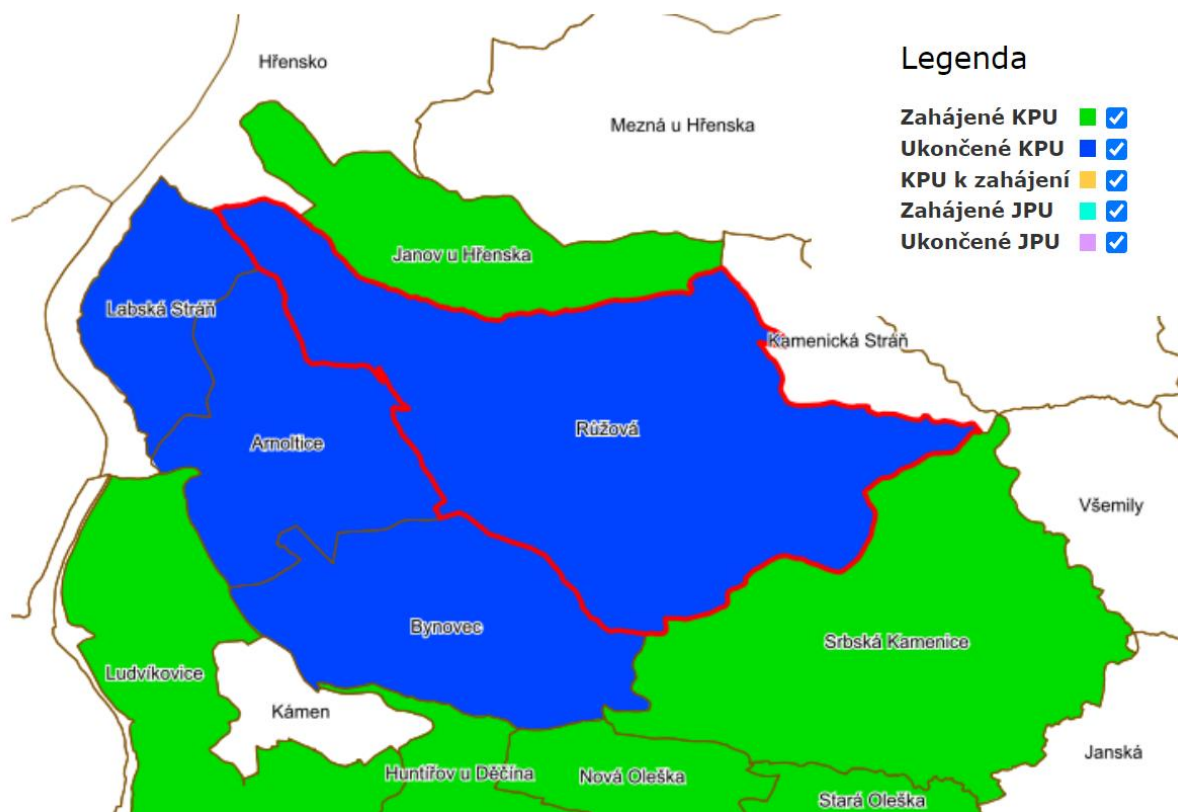 Legenda
Hřensko
Zahájené KPU
Mezná u Hřenska
Ukončené KPU
KPU k zahájení
Zahájené JPU
Ukončené JPU
Janov u Hřenska
Labská Stráň
Kamenická Stráň
Růžová
Arnoltice
Všemily
Bynovec
Srbská Kamenice
Ludvíkovice
Kámen
Janská
Huntířov u Děčína
Nová Oleška
Stará Oleška